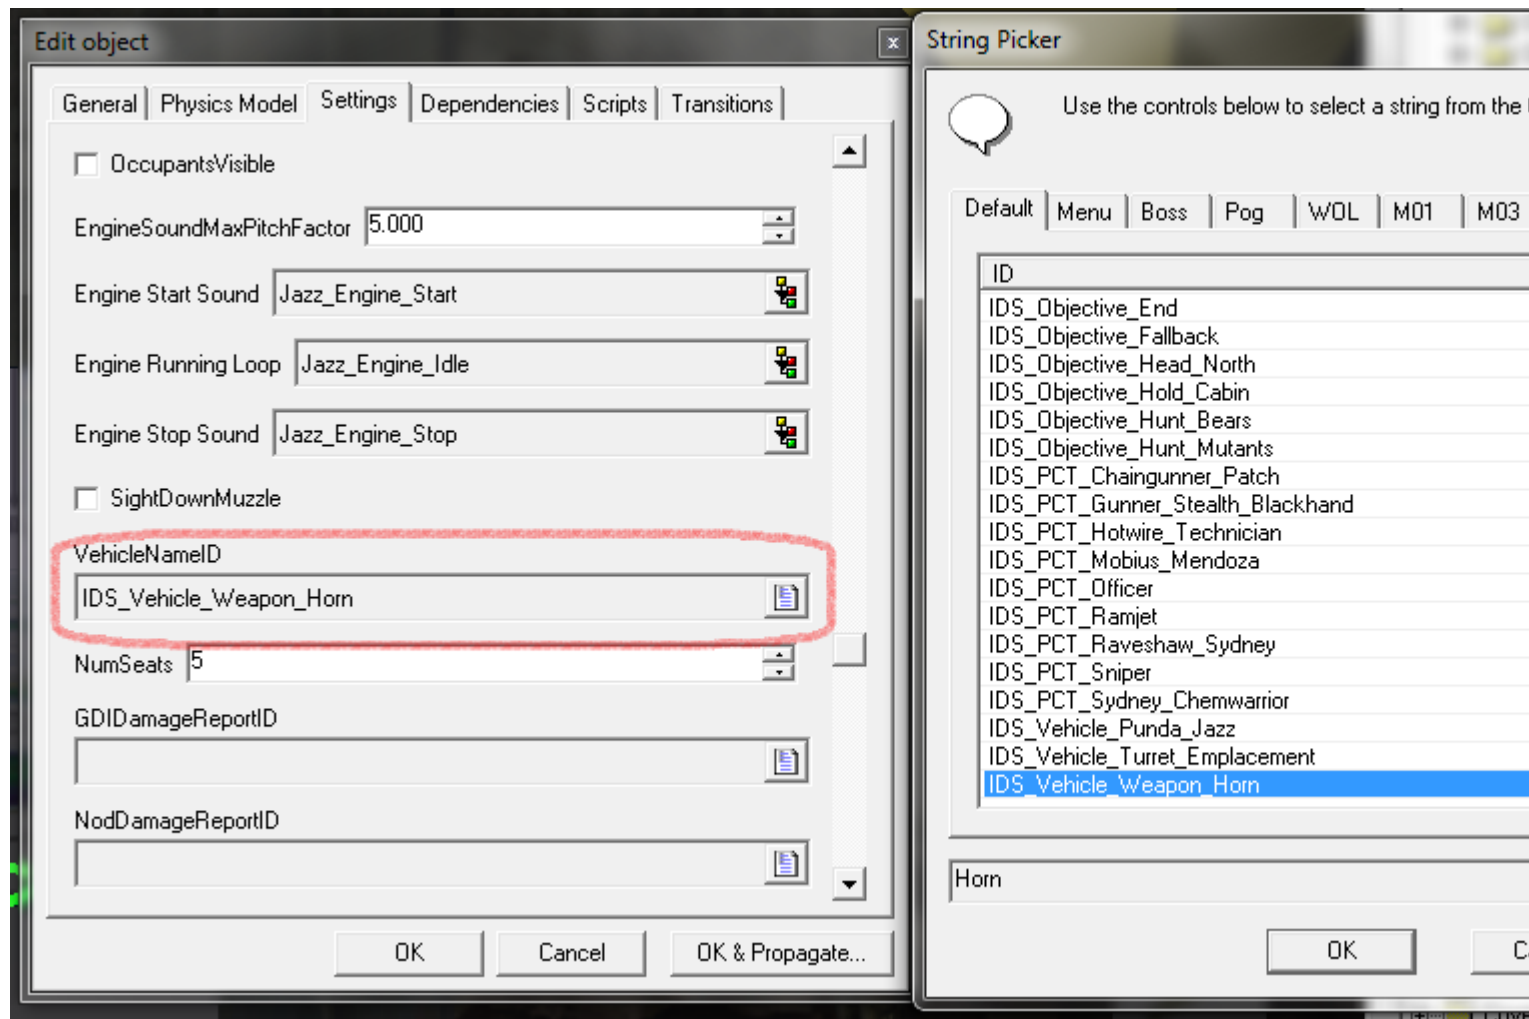 Edit object
x
General
Physics Model
Settings
Dependencies
Scripts
Transitions
OccupantsVisible
EngineSoundMaxPitchFactor 5.000
Engine Start Sound Jazz_Engine_Start
Engine Running Loop Jazz_Engine_Idle
Engine Stop Sound Jazz_Engine_Stop
SightDownMuzzle
VehicleNameID
IDS_Vehicle_Weapon_Horn
NumSeats 5
GDIDamageReportID
NodDamageReportID
OK
Cancel
OK & Propagate...
String Picker
Use the controls below to select a string from the
Default
Menu
Boss
Pog
WOL
M01
M03
ID
IDS_Objective_End
IDS_Objective_Fallback
IDS_Objective_Head_North
IDS_Objective_Hold_Cabin
IDS_Objective_Hunt_Bears
IDS_Objective_Hunt_Mutants
IDS_PCT_Chaingunner_Patch
IDS_PCT_Gunner_Stealth_Blackhand
IDS_PCT_Hotwire_Technician
IDS_PCT_Mobius_Mendoza
IDS_PCT_Officer
IDS_PCT_Ramjet
IDS_PCT_Raveshaw_Sydney
IDS_PCT_Sniper
IDS_PCT_Sydney_Chemwarrior
IDS_Vehicle_Punda_Jazz
IDS_Vehicle_Turret_Emplacement
IDS_Vehicle_Weapon_Horn
Horn
OK